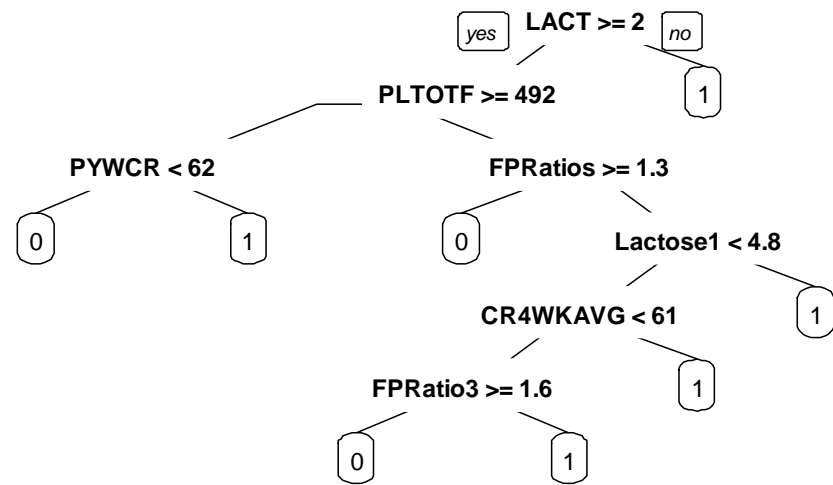 yes LACT >= 2 no
PLTOTF >= 492 1
PYWCR < 62 FPRatios >= 1.3
0 1 0 Lactose1 < 4.8
CR4WKAVG < 61 1
FPRatio3 >= 1.6 1
0 1